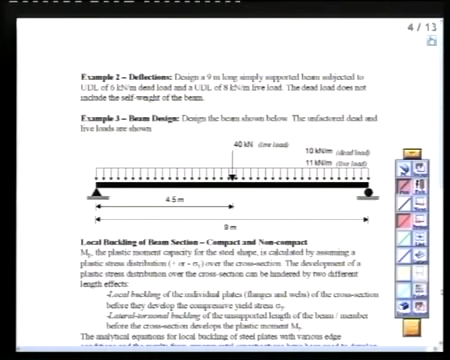 4 / 13
Example 2 – Deflections: Design a 9 m long simply supported beam subjected to
UDL of 6 kN/m dead load and a UDL of 8 kN/m live load. The dead load does not
include the self-weight of the beam.
Example 3 – Beam Design: Design the beam shown below. The unfactored dead and
live loads are shown
40 kN (live load)
10 kN/m (dead load)
11 kN/m (live load)
4.5 m
9 m
Local Buckling of Beam Section – Compact and Non-compact
Mp, the plastic moment capacity for the steel shape, is calculated by assuming a
plastic stress distribution (+ or - σy) over the cross-section. The development of a
plastic stress distribution over the cross-section can be hindered by two different
length effects:
-Local buckling of the individual plates (flanges and webs) of the cross-section
before they develop the compressive yield stress σy.
-Lateral-torsional buckling of the unsupported length of the beam / member
before the cross-section develops the plastic moment Mp.
The analytical equations for local buckling of steel plates with various edge